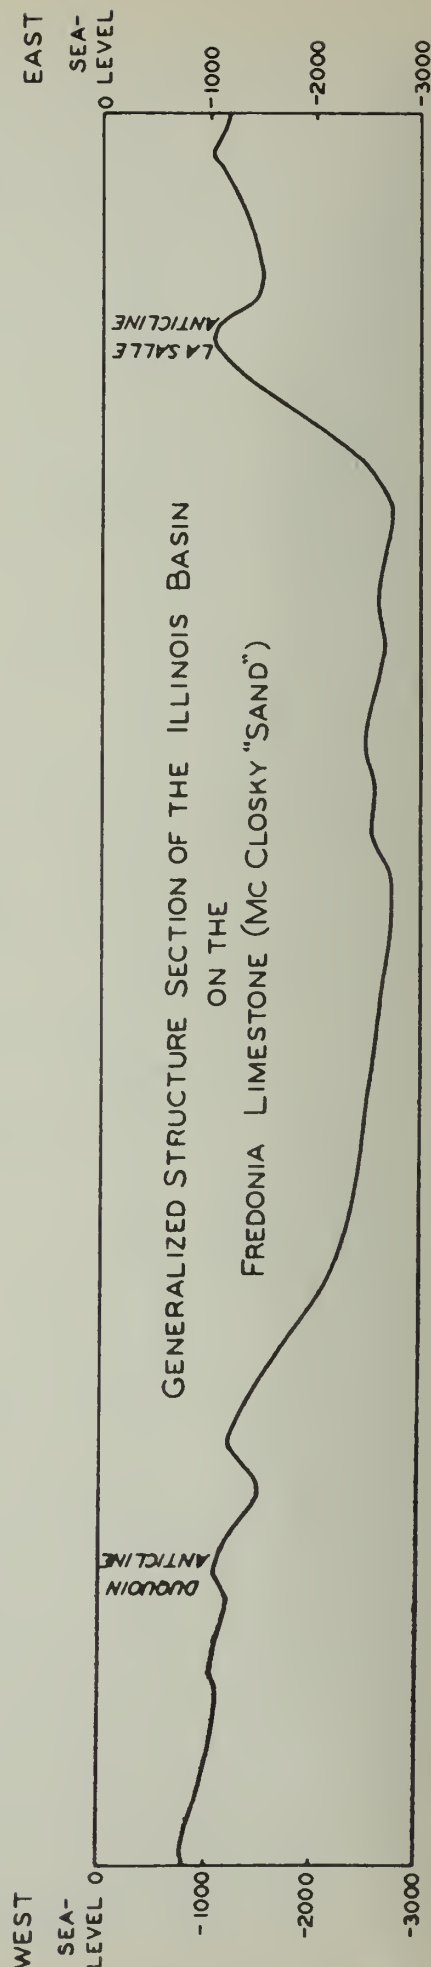 WEST
SEA-
LEVEL 0
-1000
-2000
-3000
DUQUOIN
ANTICLINE
GENERALIZED STRUCTURE SECTION OF THE ILLINOIS BASIN
ON THE
FREDONIA LIMESTONE (MC CLOSKY "SAND")
LA SALLE
ANTICLINE
EAST
SEA-
0 LEVEL
-1000
-2000
-3000